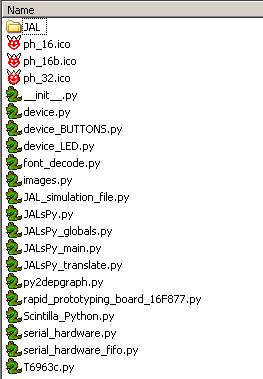 Name
JAL
ph_16.ico
ph_16b.ico
ph_32.ico
__init__.py
device.py
device_BUTTONS.py
device_LED.py
font_decode.py
images.py
JAL_simulation_file.py
JALsPy.py
JALsPy_globals.py
JALsPy_main.py
JALsPy_translate.py
py2depgraph.py
rapid_prototyping_board_16F877.py
Scintilla_Python.py
serial_hardware.py
serial_hardware_fifo.py
T6963c.py